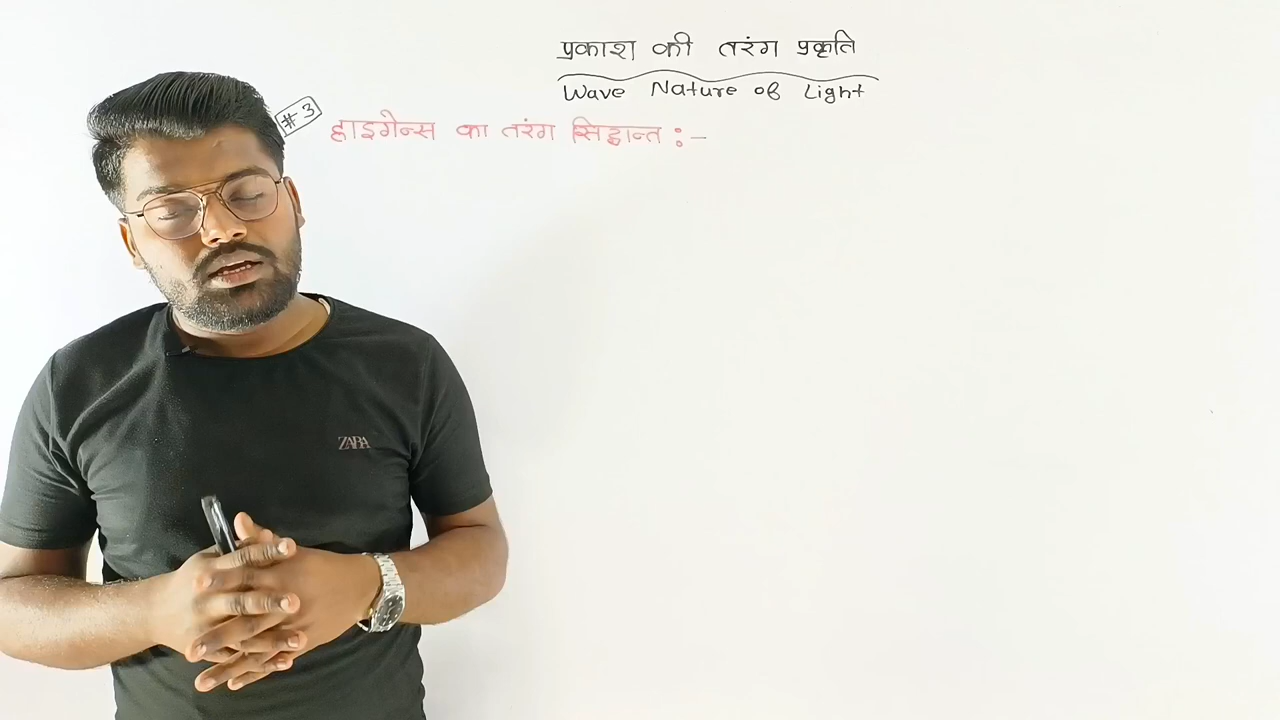 प्रकाश की तरंग प्रकृति
Wave Nature of Light
#3 हाइगेन्स का तरंग सिद्धान्त :-
ZARA